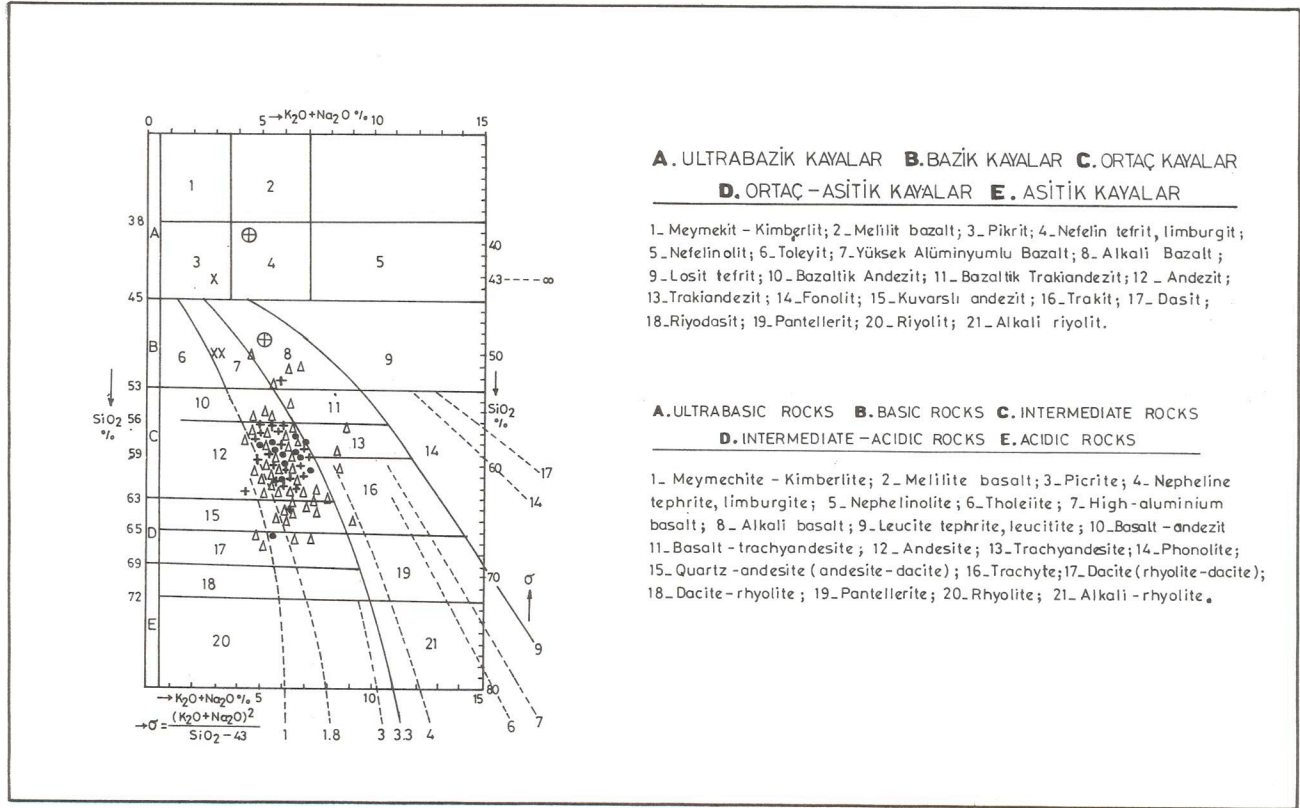 0 5 →K₂O+Na₂O % 10 15
1 2
38
A 40
3 4 5
X 43 ∞
45
B 50
6 XX 7 8 9
53
10 11
SiO₂ 56 SiO₂
% %
C 13 14
59
12 60 17
16 14
63
15
65 D
17
69 19 70 σ
18
72
E
20 21 9
80
→K₂O+Na₂O % 5 10 15
→σ= (K₂O+Na₂O)²
SiO₂-43 1 1.8 3 3.3 4 6 7
A. ULTRABAZİK KAYALAR B. BAZİK KAYALAR C. ORTAÇ KAYALAR
D. ORTAÇ-ASİTİK KAYALAR E. ASİTİK KAYALAR
1_ Meymekit - Kimberlit; 2_ Melilit bazalt; 3_ Pikrit; 4_ Nefelin tefrit, limburgit;
5_ Nefelinolit; 6_ Toleyit; 7_ Yüksek Alüminyumlu Bazalt; 8_ Alkali Bazalt;
9_ Losit tefrit; 10_ Bazaltik Andezit; 11_ Bazaltik Trakiandezit; 12_ Andezit;
13_ Trakiandezit; 14_ Fonolit; 15_ Kuvarslı andezit; 16_ Trakit; 17_ Dasit;
18_ Riyodasit; 19_ Pantellerit; 20_ Riyolit; 21_ Alkali riyolit.
A. ULTRABASIC ROCKS B. BASIC ROCKS C. INTERMEDIATE ROCKS
D. INTERMEDIATE-ACIDIC ROCKS E. ACIDIC ROCKS
1_ Meymechite - Kimberlite; 2_ Melilite basalt; 3_ Picrite; 4_ Nepheline
tephrite, limburgite; 5_ Nephelinolite; 6_ Tholeiite; 7_ High-aluminium
basalt; 8_ Alkali basalt; 9_ Leucite tephrite, leucitite; 10_ Basalt-andezit
11_ Basalt-trachyandesite; 12_ Andesite; 13_ Trachyandesite; 14_ Phonolite;
15_ Quartz-andesite (andesite-dacite); 16_ Trachyte; 17_ Dacite (rhyolite-dacite);
18_ Dacite-rhyolite; 19_ Pantellerite; 20_ Rhyolite; 21_ Alkali-rhyolite.